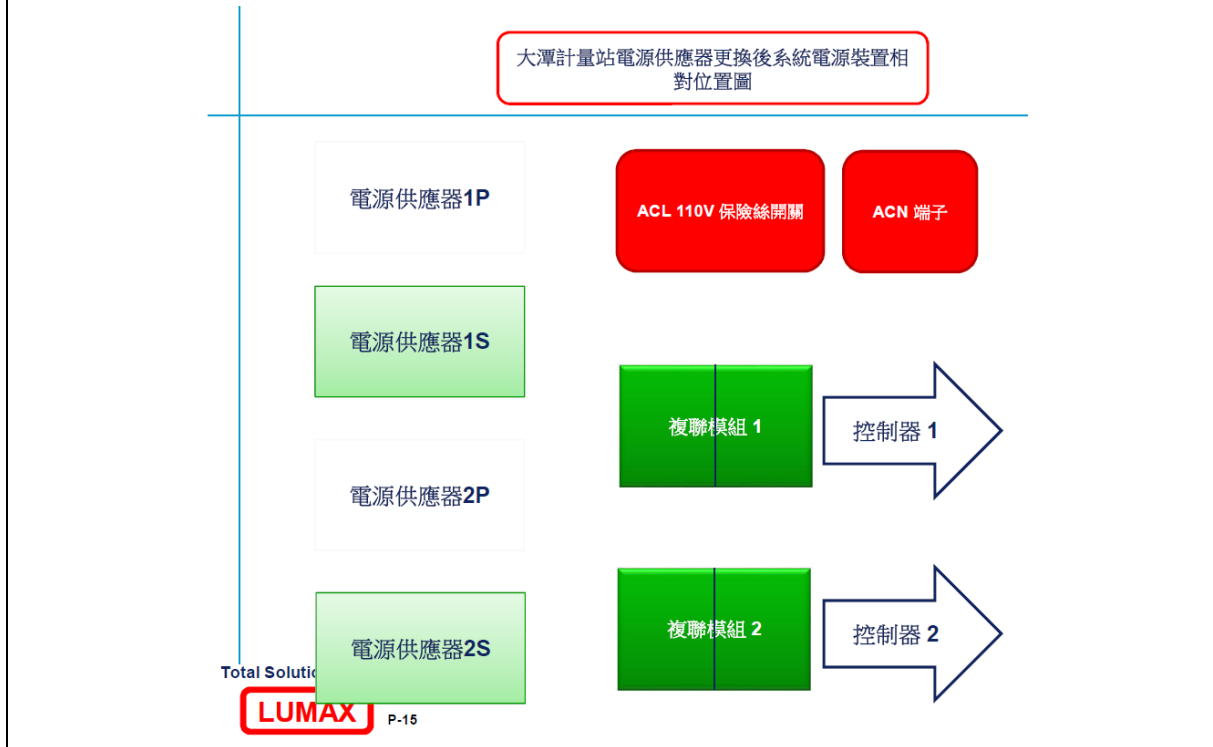 大潭計量站電源供應器更換後系統電源裝置相
對位置圖
電源供應器1P
ACL 110V 保險絲開關
ACN 端子
電源供應器1S
複聯模組 1
控制器 1
電源供應器2P
複聯模組 2
控制器 2
電源供應器2S
Total Solutio
LUMAX
P-15